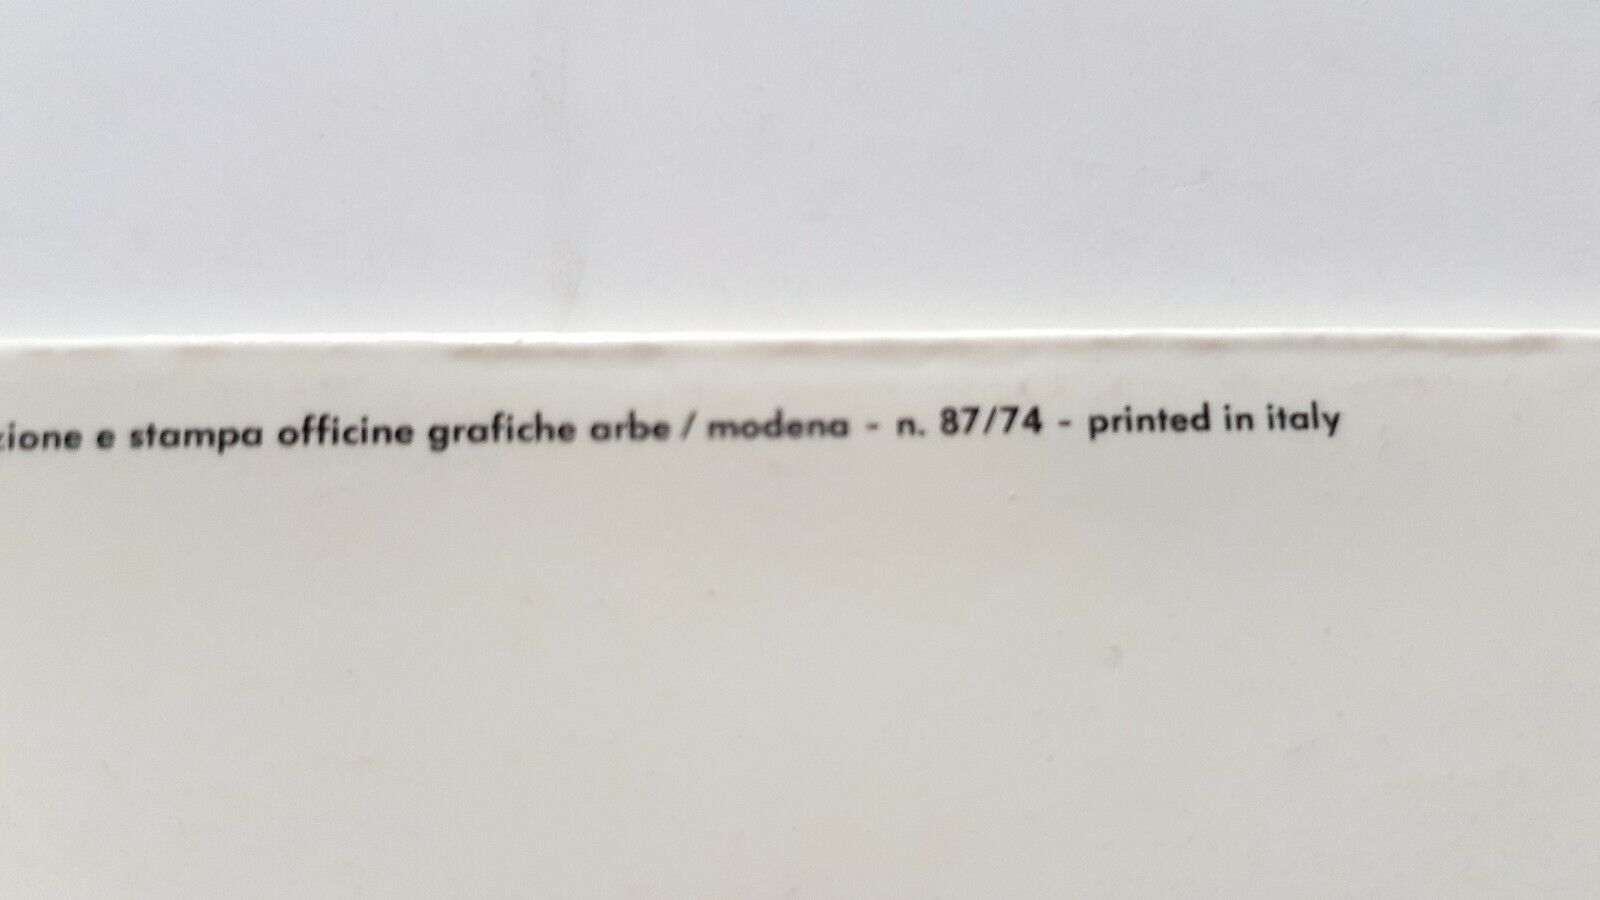 zione e stampa officine grafiche arbe / modena - n. 87/74 - printed in italy